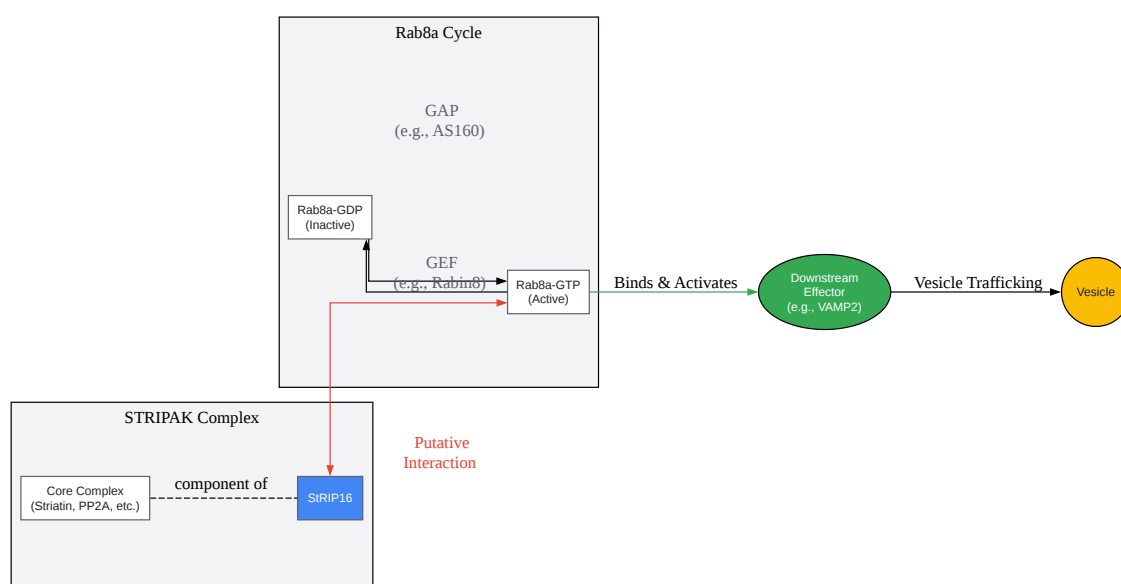 Rab8a Cycle
GAP
(e.g., AS160)
Rab8a-GDP
(Inactive)
GEF
(e.g., Rabin8)
Rab8a-GTP
(Active)
Binds & Activates
Downstream
Effector
(e.g., VAMP2)
Vesicle Trafficking
Vesicle
STRIPAK Complex
Putative
Interaction
Core Complex
(Striatin, PP2A, etc.)
component of
StRIP16